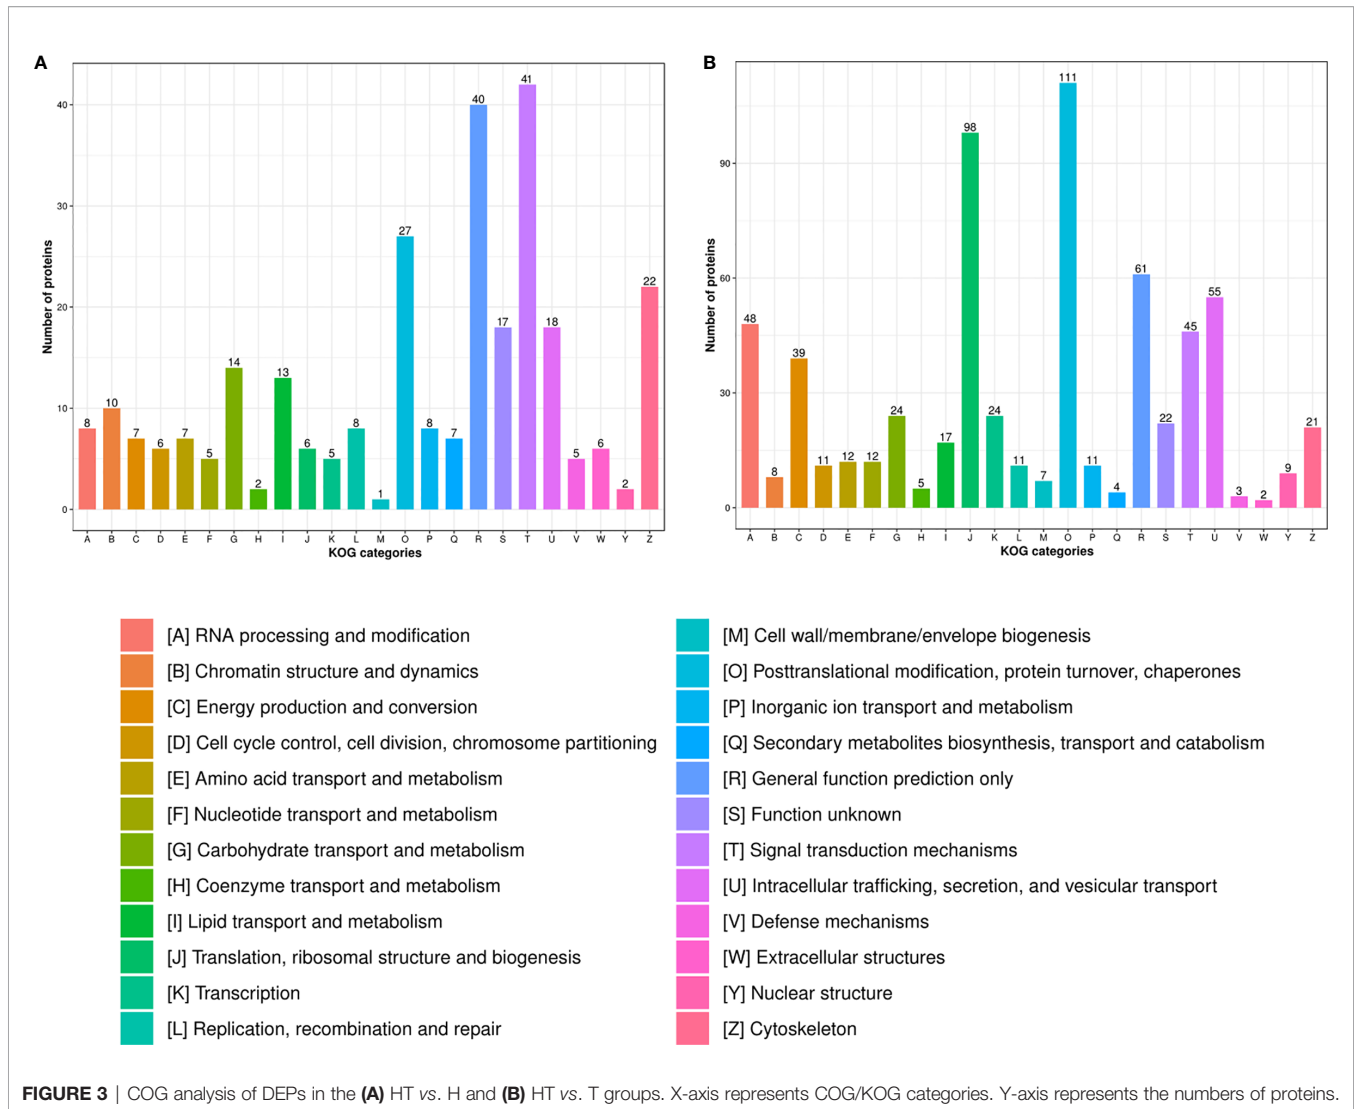 A
B
41
40
27
22
17
18
14
13
10
8
7
6
7
5
2
6
5
8
1
8
7
5
6
2
40
30
20
10
0
Number of proteins
A B C D E F G H I J K L M O P Q R S T U V W Y Z
KOG categories
111
98
61
55
48
45
39
24
24
22
21
17
8
11
12
12
5
11
7
11
4
3
2
9
90
60
30
0
Number of proteins
A B C D E F G H I J K L M O P Q R S T U V W Y Z
KOG categories
[A] RNA processing and modification
[B] Chromatin structure and dynamics
[C] Energy production and conversion
[D] Cell cycle control, cell division, chromosome partitioning
[E] Amino acid transport and metabolism
[F] Nucleotide transport and metabolism
[G] Carbohydrate transport and metabolism
[H] Coenzyme transport and metabolism
[I] Lipid transport and metabolism
[J] Translation, ribosomal structure and biogenesis
[K] Transcription
[L] Replication, recombination and repair
[M] Cell wall/membrane/envelope biogenesis
[O] Posttranslational modification, protein turnover, chaperones
[P] Inorganic ion transport and metabolism
[Q] Secondary metabolites biosynthesis, transport and catabolism
[R] General function prediction only
[S] Function unknown
[T] Signal transduction mechanisms
[U] Intracellular trafficking, secretion, and vesicular transport
[V] Defense mechanisms
[W] Extracellular structures
[Y] Nuclear structure
[Z] Cytoskeleton
FIGURE 3 | COG analysis of DEPs in the (A) HT vs. H and (B) HT vs. T groups. X-axis represents COG/KOG categories. Y-axis represents the numbers of proteins.